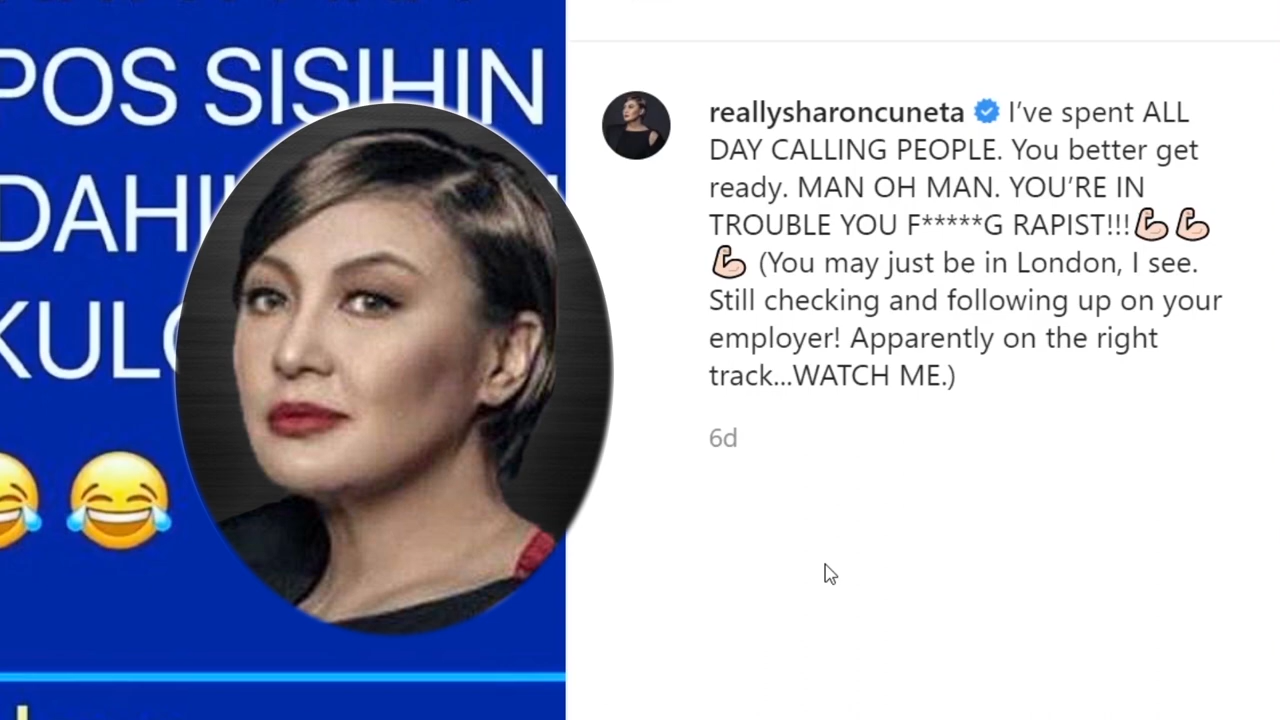 POS SISIHIN
DAHI
KULO
reallysharoncuneta I’ve spent ALL
DAY CALLING PEOPLE. You better get
ready. MAN OH MAN. YOU’RE IN
TROUBLE YOU F*****G RAPIST!!!💪🏻💪🏻
💪🏻 (You may just be in London, I see.
Still checking and following up on your
employer! Apparently on the right
track...WATCH ME.)
6d